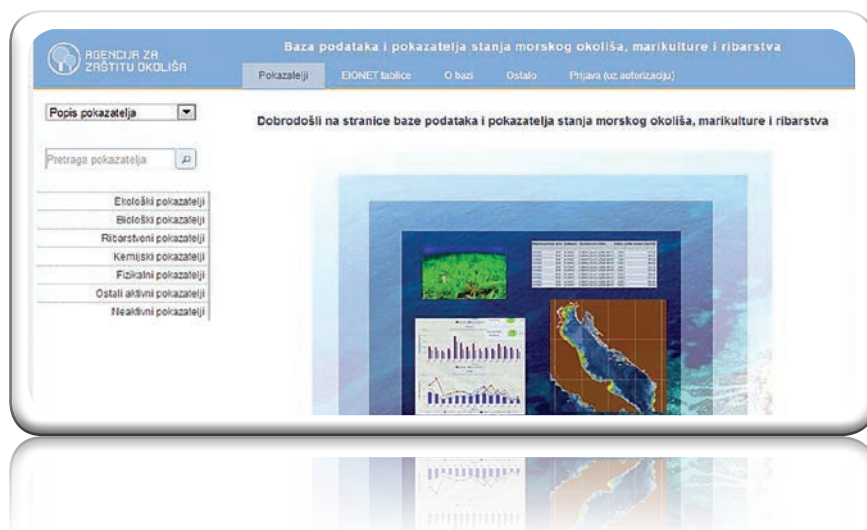 AGENCIJA ZA
ZAŠTITU OKOLIŠA
Baza podataka i pokazatelja stanja morskog okoliša, marikulture i ribarstva
Pokazatelji EIONET tablice O bazi Ostalo Prijava (uz autorizaciju)
Popis pokazatelja
Dobrodošli na stranice baze podataka i pokazatelja stanja morskog okoliša, marikulture i ribarstva
Pretraga pokazatelja
Ekološki pokazatelji
Biološki pokazatelji
Ribarstveni pokazatelji
Kemijski pokazatelji
Fizikalni pokazatelji
Ostali aktivni pokazatelji
Neaktivni pokazatelji